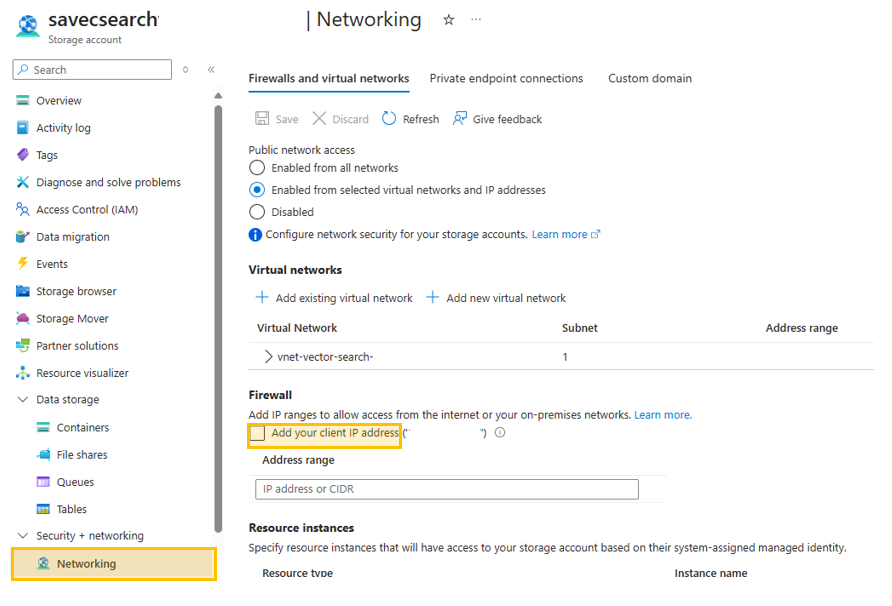 savecsearch
| Networking
Storage account
Search
Overview
Activity log
Tags
Diagnose and solve problems
Access Control (IAM)
Data migration
Events
Storage browser
Storage Mover
Partner solutions
Resource visualizer
Data storage
Containers
File shares
Queues
Tables
Security + networking
Networking
Firewalls and virtual networks Private endpoint connections Custom domain
Save Discard Refresh Give feedback
Public network access
Enabled from all networks
Enabled from selected virtual networks and IP addresses
Disabled
Configure network security for your storage accounts. Learn more
Virtual networks
+ Add existing virtual network + Add new virtual network
Virtual Network Subnet Address range
vnet-vector-search- 1
Firewall
Add IP ranges to allow access from the internet or your on-premises networks. Learn more.
Add your client IP address (' ')
Address range
IP address or CIDR
Resource instances
Specify resource instances that will have access to your storage account based on their system-assigned managed identity.
Resource type Instance name